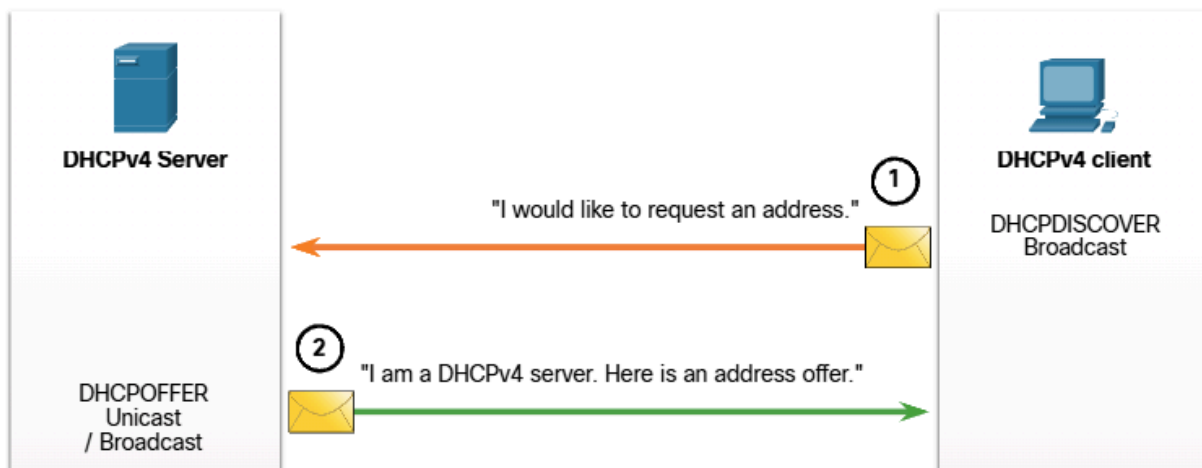 DHCPv4 Server
DHCPv4 client
1
"I would like to request an address."
DHCPDISCOVER
Broadcast
2
"I am a DHCPv4 server. Here is an address offer."
DHCPOFFER
Unicast
/ Broadcast